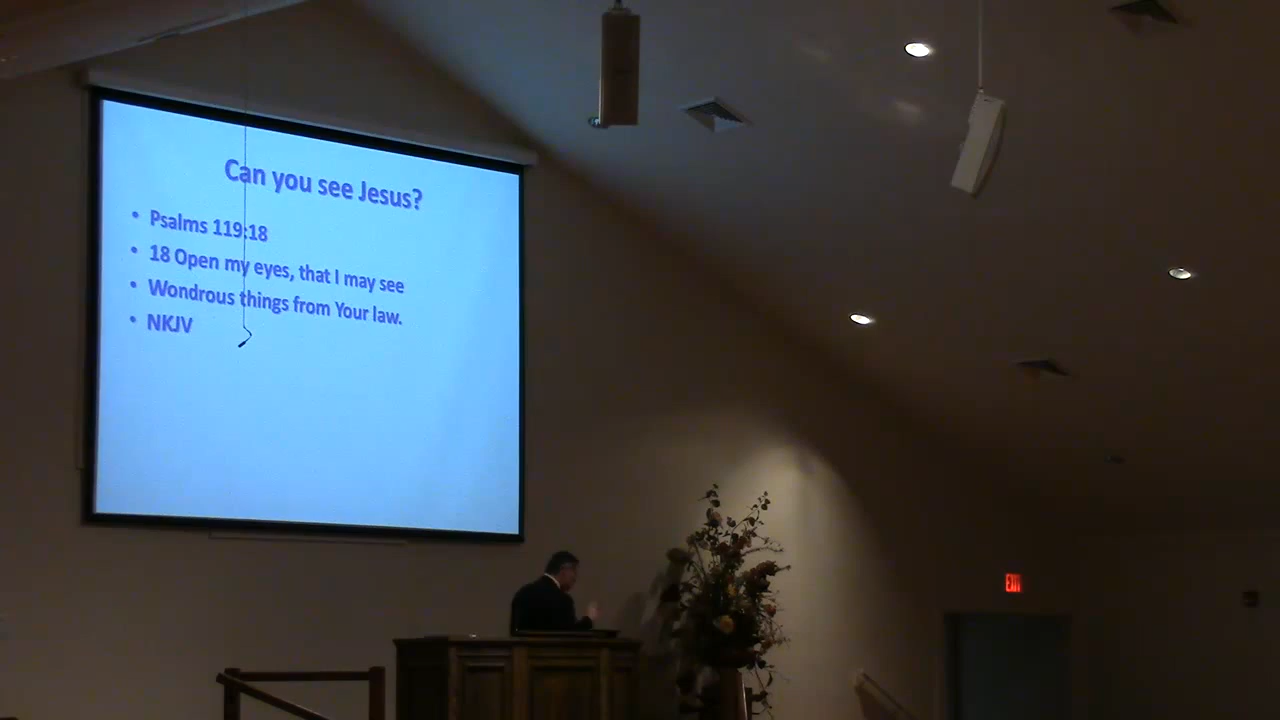 Can you see Jesus?
• Psalms 119:18
• 18 Open my eyes, that I may see
• Wondrous things from Your law.
• NKJV
EXIT